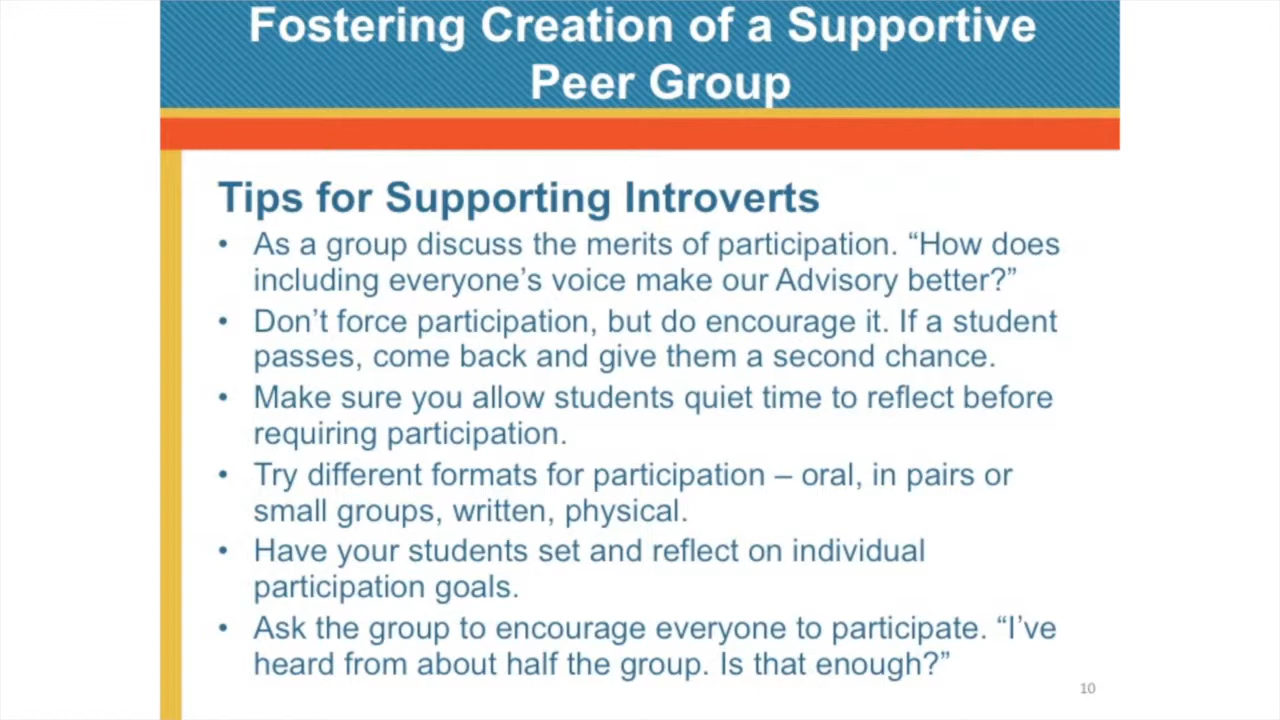 Fostering Creation of a Supportive
Peer Group
Tips for Supporting Introverts
• As a group discuss the merits of participation. “How does
including everyone’s voice make our Advisory better?”
• Don’t force participation, but do encourage it. If a student
passes, come back and give them a second chance.
• Make sure you allow students quiet time to reflect before
requiring participation.
• Try different formats for participation – oral, in pairs or
small groups, written, physical.
• Have your students set and reflect on individual
participation goals.
• Ask the group to encourage everyone to participate. “I’ve
heard from about half the group. Is that enough?”
10